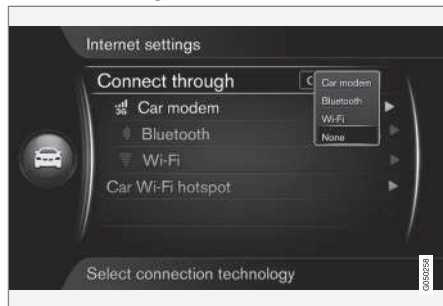 Internet settings
Connect through
Car modem
Bluetooth
Wi-Fi
None
3G Car modem
Bluetooth
Wi-Fi
Car Wi-Fi hotspot
Select connection technology
G050258